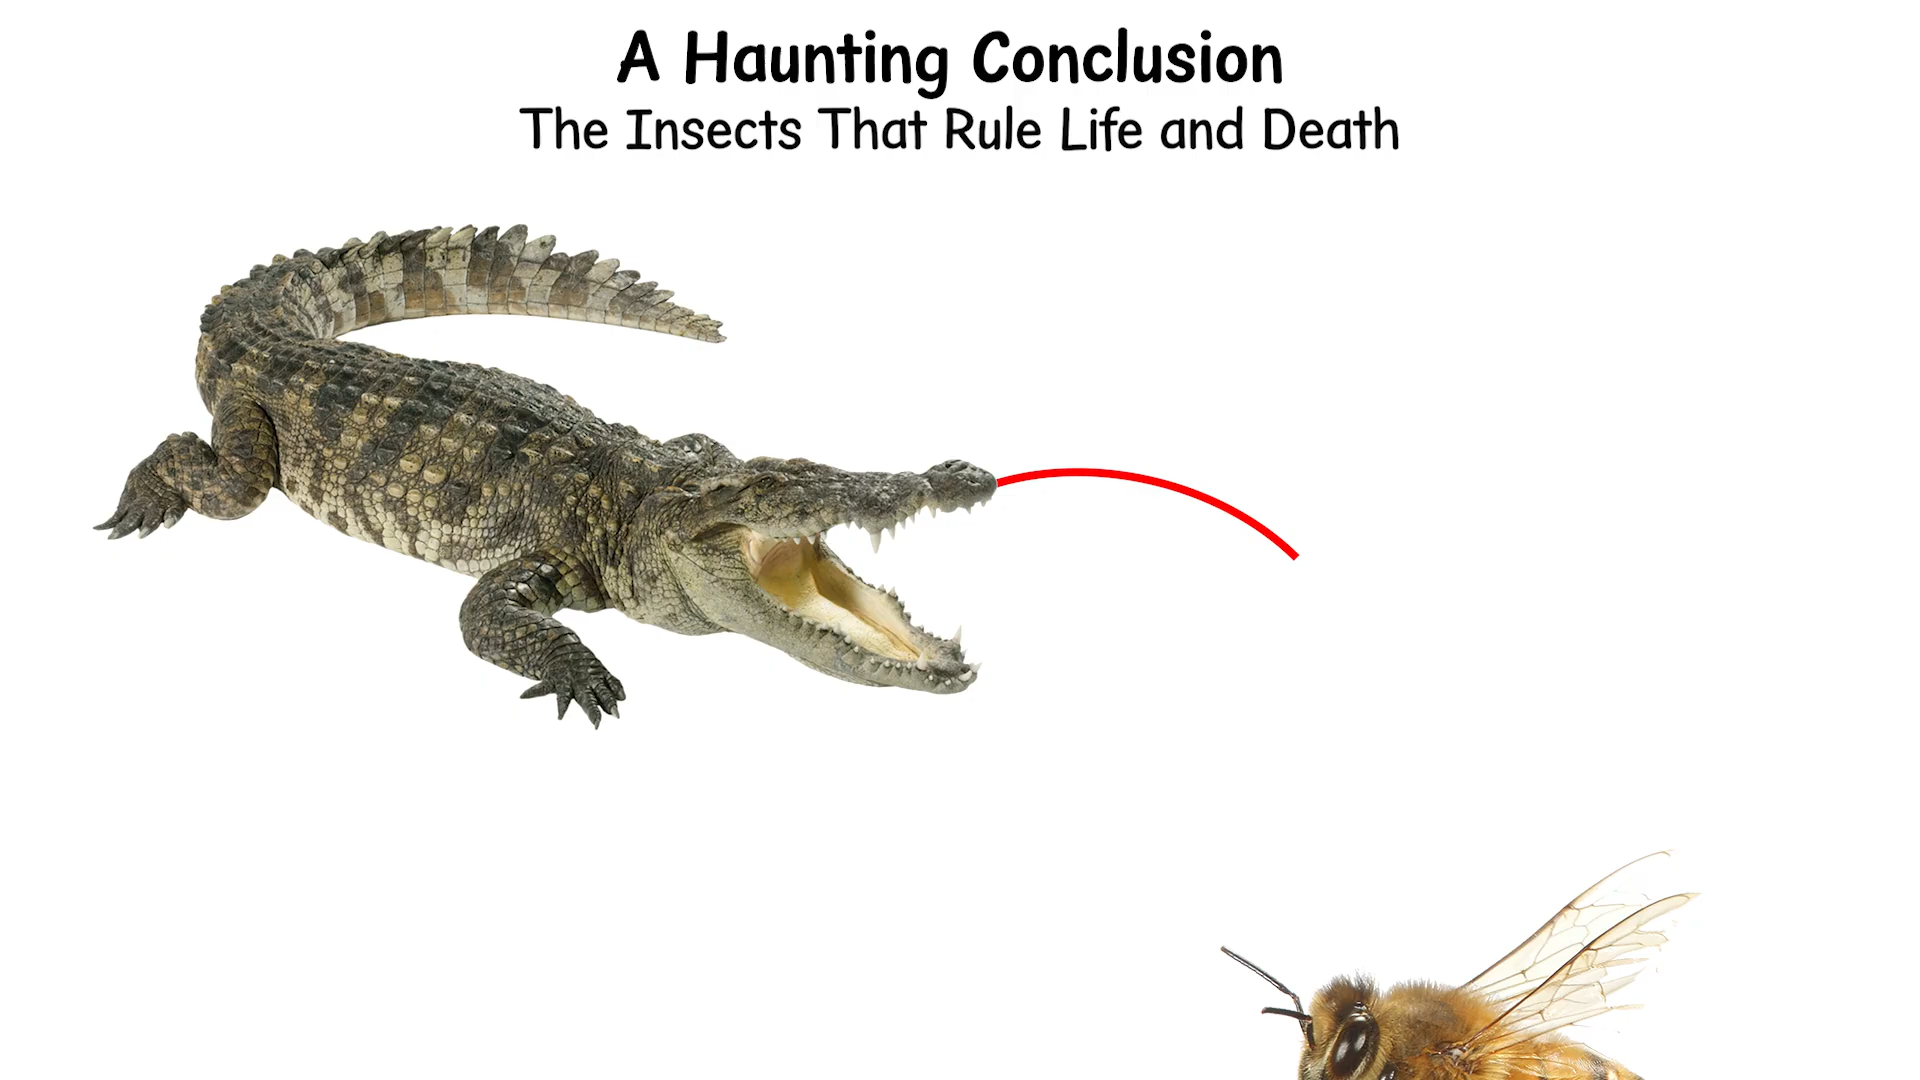 A Haunting Conclusion
The Insects That Rule Life and Death